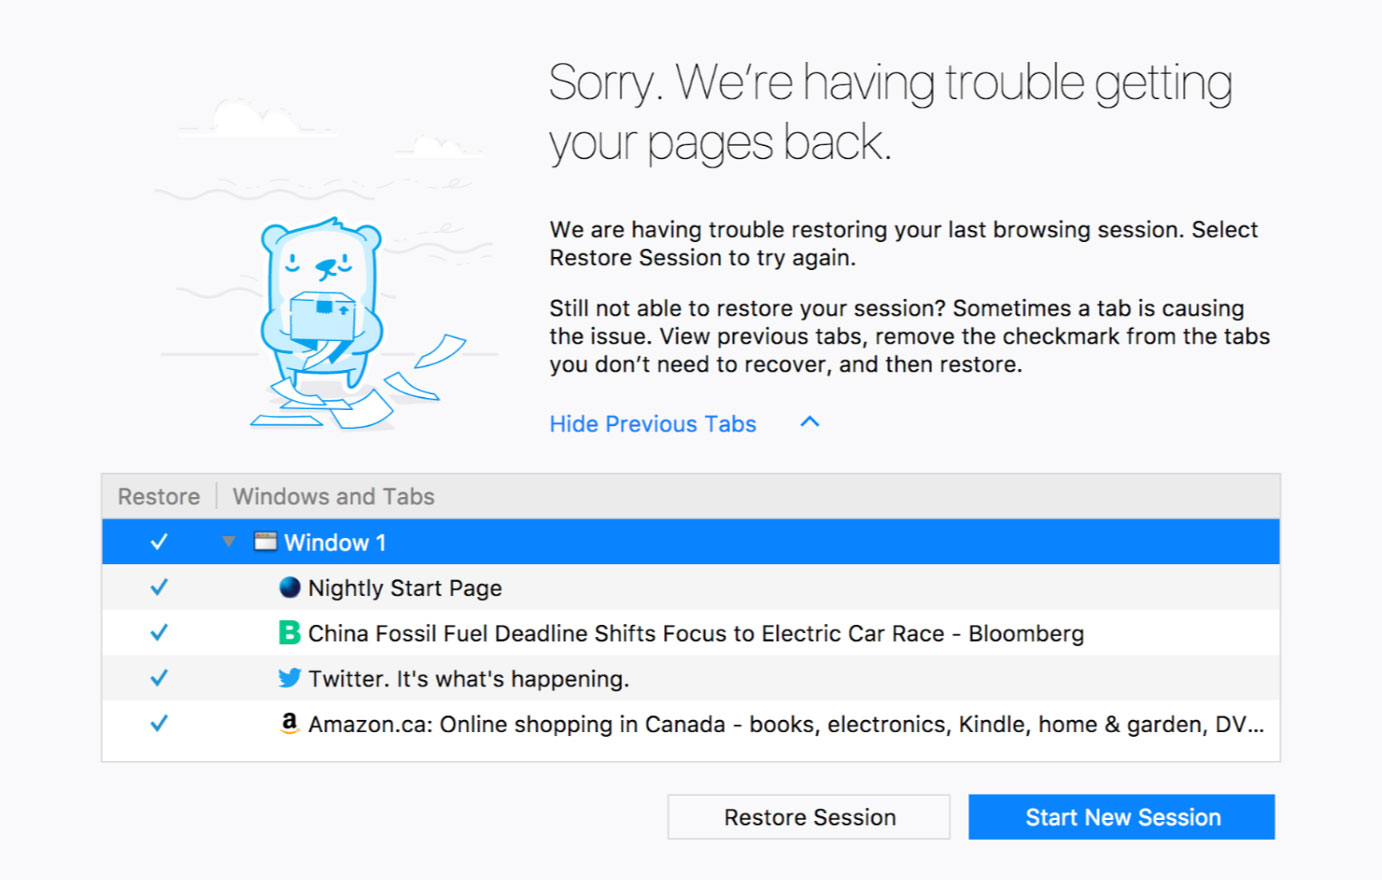 Sorry. We’re having trouble getting
your pages back.
We are having trouble restoring your last browsing session. Select
Restore Session to try again.
Still not able to restore your session? Sometimes a tab is causing
the issue. View previous tabs, remove the checkmark from the tabs
you don’t need to recover, and then restore.
Hide Previous Tabs
Restore Windows and Tabs
Window 1
Nightly Start Page
B China Fossil Fuel Deadline Shifts Focus to Electric Car Race - Bloomberg
Twitter. It's what's happening.
a Amazon.ca: Online shopping in Canada - books, electronics, Kindle, home & garden, DV...
Restore Session Start New Session